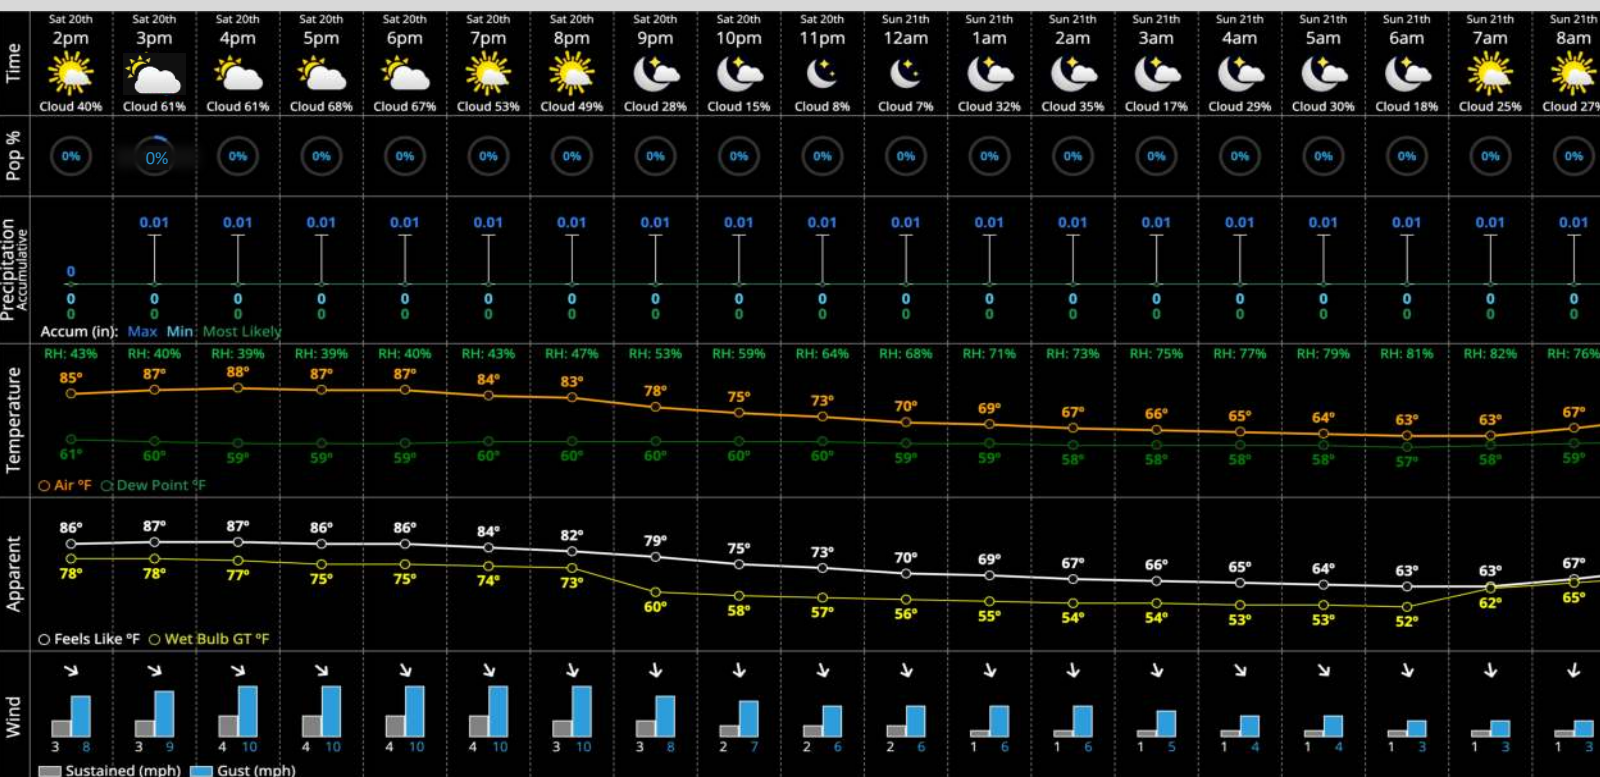 Sat 20th Sat 20th Sat 20th Sat 20th Sat 20th Sat 20th Sat 20th Sat 20th Sat 20th Sat 20th Sun 21th Sun 21th Sun 21th Sun 21th Sun 21th Sun 21th Sun 21th Sun 21th Sun 21th
Time 2pm 3pm 4pm 5pm 6pm 7pm 8pm 9pm 10pm 11pm 12am 1am 2am 3am 4am 5am 6am 7am 8am
Cloud 40% Cloud 61% Cloud 61% Cloud 68% Cloud 67% Cloud 53% Cloud 49% Cloud 28% Cloud 15% Cloud 8% Cloud 7% Cloud 32% Cloud 35% Cloud 17% Cloud 29% Cloud 30% Cloud 18% Cloud 25% Cloud 27%
Pop % 0% 0% 0% 0% 0% 0% 0% 0% 0% 0% 0% 0% 0% 0% 0% 0% 0% 0% 0%
Precipitation
Accumulative
0.01 0.01 0.01 0.01 0.01 0.01 0.01 0.01 0.01 0.01 0.01 0.01 0.01 0.01 0.01 0.01 0.01 0.01
0
0 0 0 0 0 0 0 0 0 0 0 0 0 0 0 0 0 0 0
0 0 0 0 0 0 0 0 0 0 0 0 0 0 0 0 0 0 0
Accum (in): Max Min Most Likely
RH: 43% RH: 40% RH: 39% RH: 39% RH: 40% RH: 43% RH: 47% RH: 53% RH: 59% RH: 64% RH: 68% RH: 71% RH: 73% RH: 75% RH: 77% RH: 79% RH: 81% RH: 82% RH: 76%
Temperature
85° 87° 88° 87° 87° 84° 83° 78° 75° 73° 70° 69° 67° 66° 65° 64° 63° 63° 67°
61° 60° 59° 59° 59° 60° 60° 60° 60° 60° 59° 59° 58° 58° 58° 58° 57° 58° 59°
Air ºF Dew Point ºF
Apparent
86° 87° 87° 86° 86° 84° 82° 79° 75° 73° 70° 69° 67° 66° 65° 64° 63° 63° 67°
78° 78° 77° 75° 75° 74° 73° 60° 58° 57° 56° 55° 54° 54° 53° 53° 52° 62° 65°
Feels Like ºF Wet Bulb GT ºF
Wind
3 8 3 9 4 10 4 10 4 10 4 10 3 10 3 8 2 7 2 6 2 6 1 6 1 6 1 5 1 4 1 4 1 3 1 3 1 3
Sustained (mph) Gust (mph)